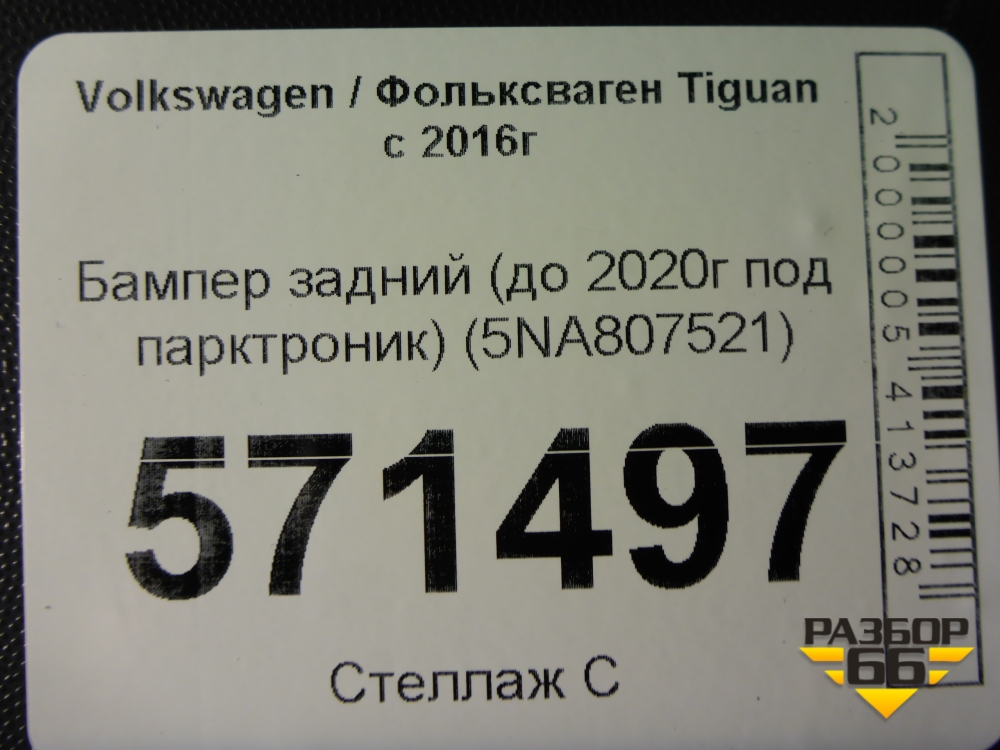 Volkswagen / Фольксваген Tiguan
с 2016г
Бампер задний (до 2020г под
парктроник) (5NA807521)
571497
Стеллаж С
2000005413728
РАЗБОР
66